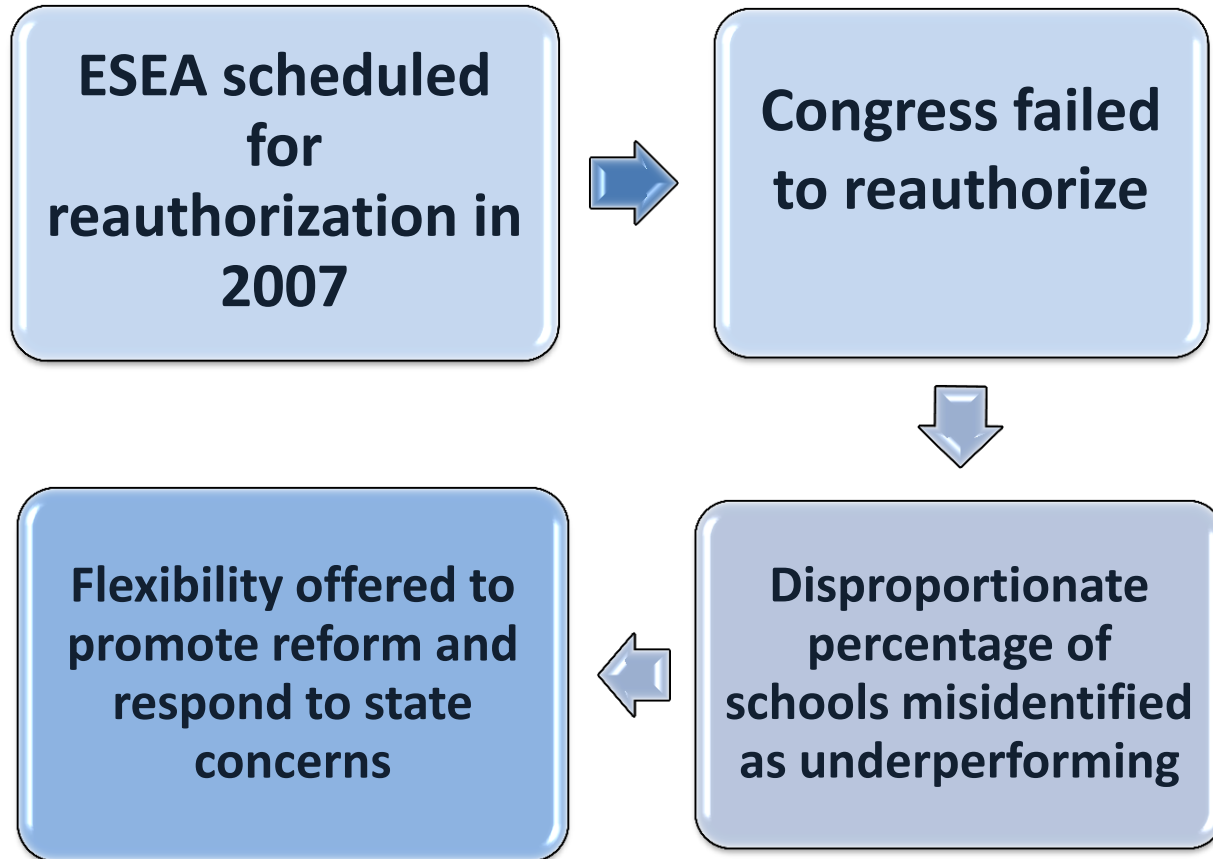 ESEA scheduled
for
reauthorization in
2007
Congress failed
to reauthorize
Disproportionate
percentage of
schools misidentified
as underperforming
Flexibility offered to
promote reform and
respond to state
concerns